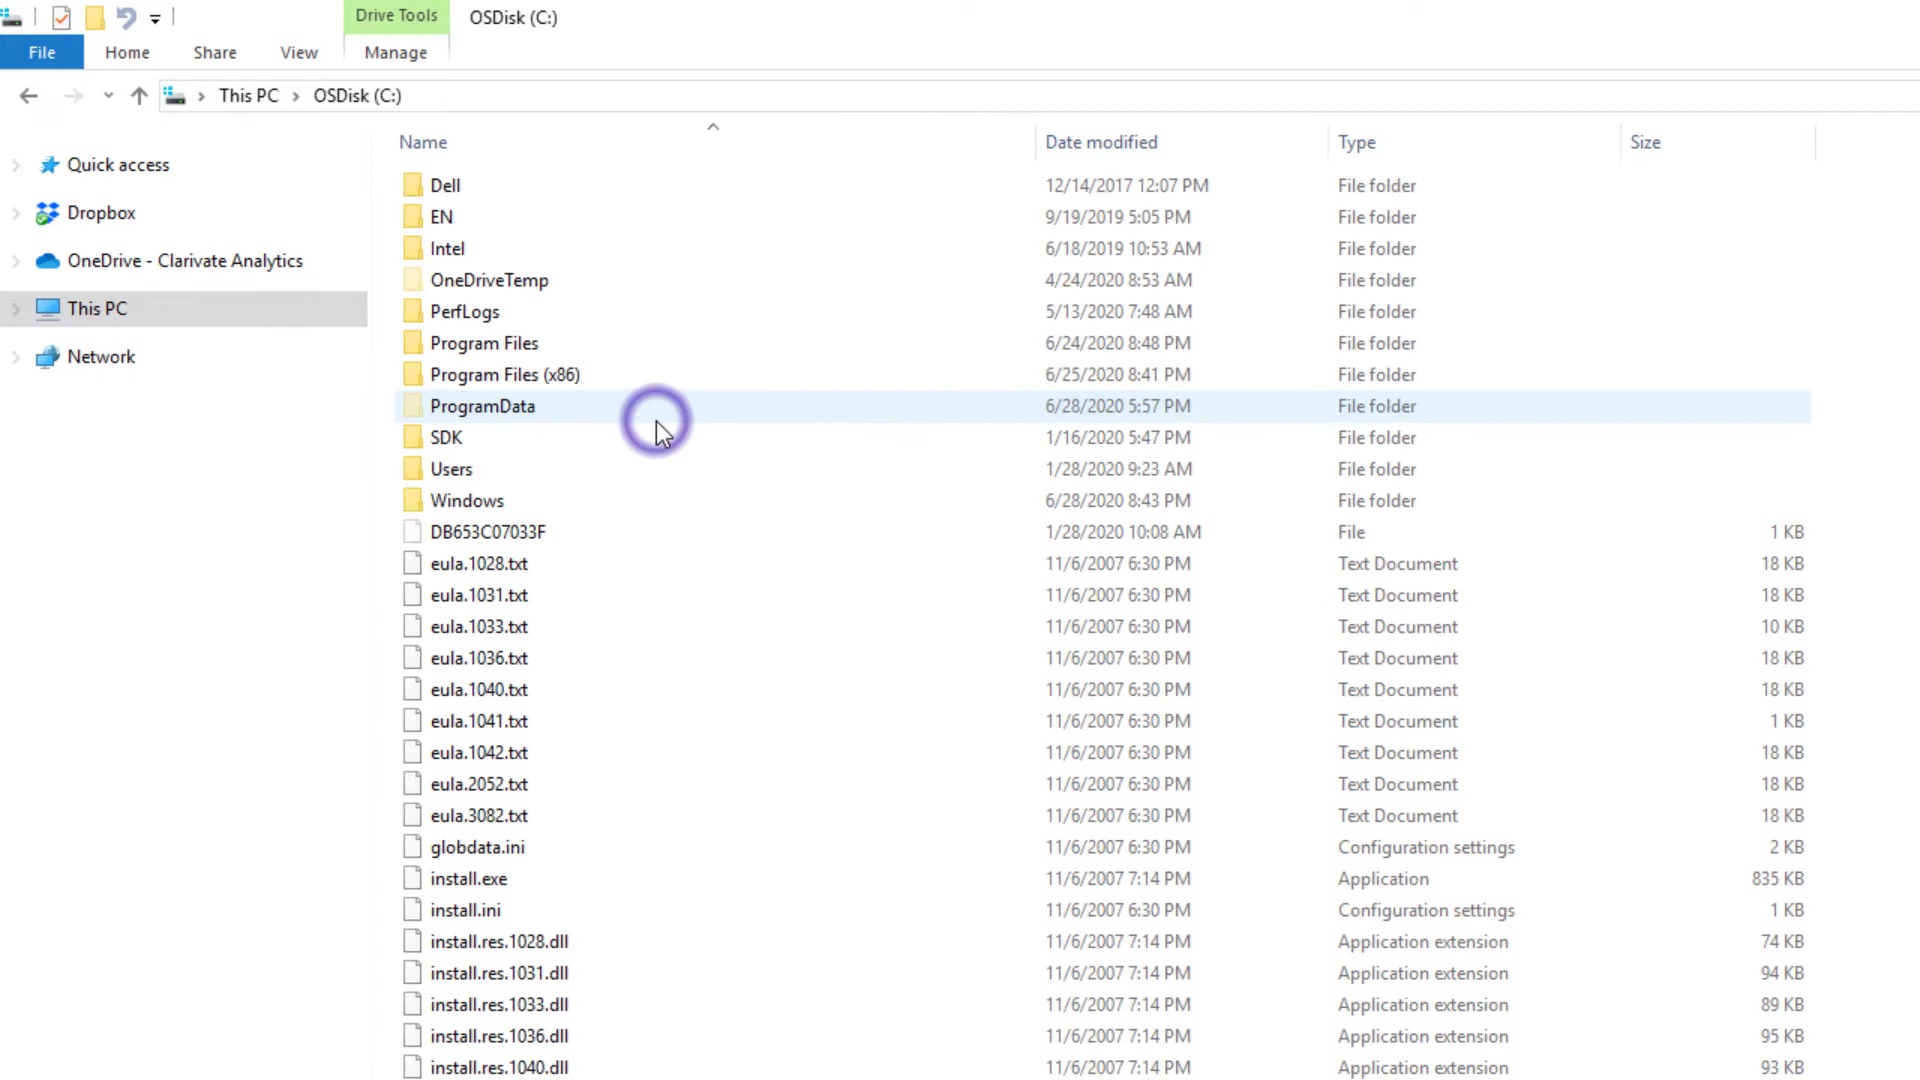 Drive Tools OSDisk (C:)
File Home Share View Manage
This PC OSDisk (C:)
Name Date modified Type Size
Quick access
Dropbox
OneDrive - Clarivate Analytics
This PC
Network
Dell 12/14/2017 12:07 PM File folder
EN 9/19/2019 5:05 PM File folder
Intel 6/18/2019 10:53 AM File folder
OneDriveTemp 4/24/2020 8:53 AM File folder
PerfLogs 5/13/2020 7:48 AM File folder
Program Files 6/24/2020 8:48 PM File folder
Program Files (x86) 6/25/2020 8:41 PM File folder
ProgramData 6/28/2020 5:57 PM File folder
SDK 1/16/2020 5:47 PM File folder
Users 1/28/2020 9:23 AM File folder
Windows 6/28/2020 8:43 PM File folder
DB653C07033F 1/28/2020 10:08 AM File 1 KB
eula.1028.txt 11/6/2007 6:30 PM Text Document 18 KB
eula.1031.txt 11/6/2007 6:30 PM Text Document 18 KB
eula.1033.txt 11/6/2007 6:30 PM Text Document 10 KB
eula.1036.txt 11/6/2007 6:30 PM Text Document 18 KB
eula.1040.txt 11/6/2007 6:30 PM Text Document 18 KB
eula.1041.txt 11/6/2007 6:30 PM Text Document 1 KB
eula.1042.txt 11/6/2007 6:30 PM Text Document 18 KB
eula.2052.txt 11/6/2007 6:30 PM Text Document 18 KB
eula.3082.txt 11/6/2007 6:30 PM Text Document 18 KB
globdata.ini 11/6/2007 6:30 PM Configuration settings 2 KB
install.exe 11/6/2007 7:14 PM Application 835 KB
install.ini 11/6/2007 6:30 PM Configuration settings 1 KB
install.res.1028.dll 11/6/2007 7:14 PM Application extension 74 KB
install.res.1031.dll 11/6/2007 7:14 PM Application extension 94 KB
install.res.1033.dll 11/6/2007 7:14 PM Application extension 89 KB
install.res.1036.dll 11/6/2007 7:14 PM Application extension 95 KB
install.res.1040.dll 11/6/2007 7:14 PM Application extension 93 KB